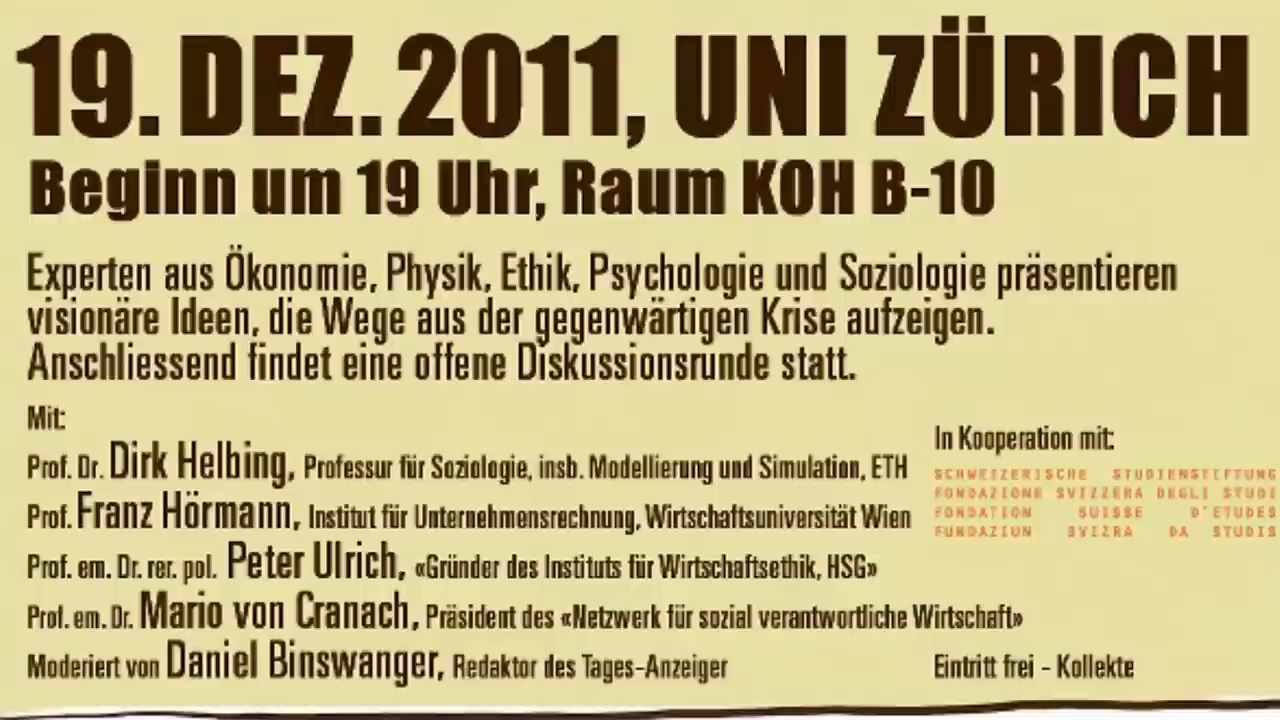 19. DEZ. 2011, UNI ZÜRICH
Beginn um 19 Uhr, Raum KOH B-10
Experten aus Ökonomie, Physik, Ethik, Psychologie und Soziologie präsentieren
visionäre Ideen, die Wege aus der gegenwärtigen Krise aufzeigen.
Anschliessend findet eine offene Diskussionsrunde statt.
Mit:
Prof. Dr. Dirk Helbing, Professur für Soziologie, insb. Modellierung und Simulation, ETH
Prof. Franz Hörmann, Institut für Unternehmensrechnung, Wirtschaftsuniversität Wien
Prof. em. Dr. rer. pol. Peter Ulrich, «Gründer des Instituts für Wirtschaftsethik, HSG»
Prof. em. Dr. Mario von Cranach, Präsident des «Netzwerk für sozial verantwortliche Wirtschaft»
Moderiert von Daniel Binswanger, Redaktor des Tages-Anzeiger
In Kooperation mit:
SCHWEIZERISCHE STUDIENSTIFTUNG
FONDAZIONE SVIZZERA DEGLI STUDI
FONDATION SUISSE D'ETUDES
FUNDAZIUN SVIZRA DA STUDIS
Eintritt frei - Kollekte